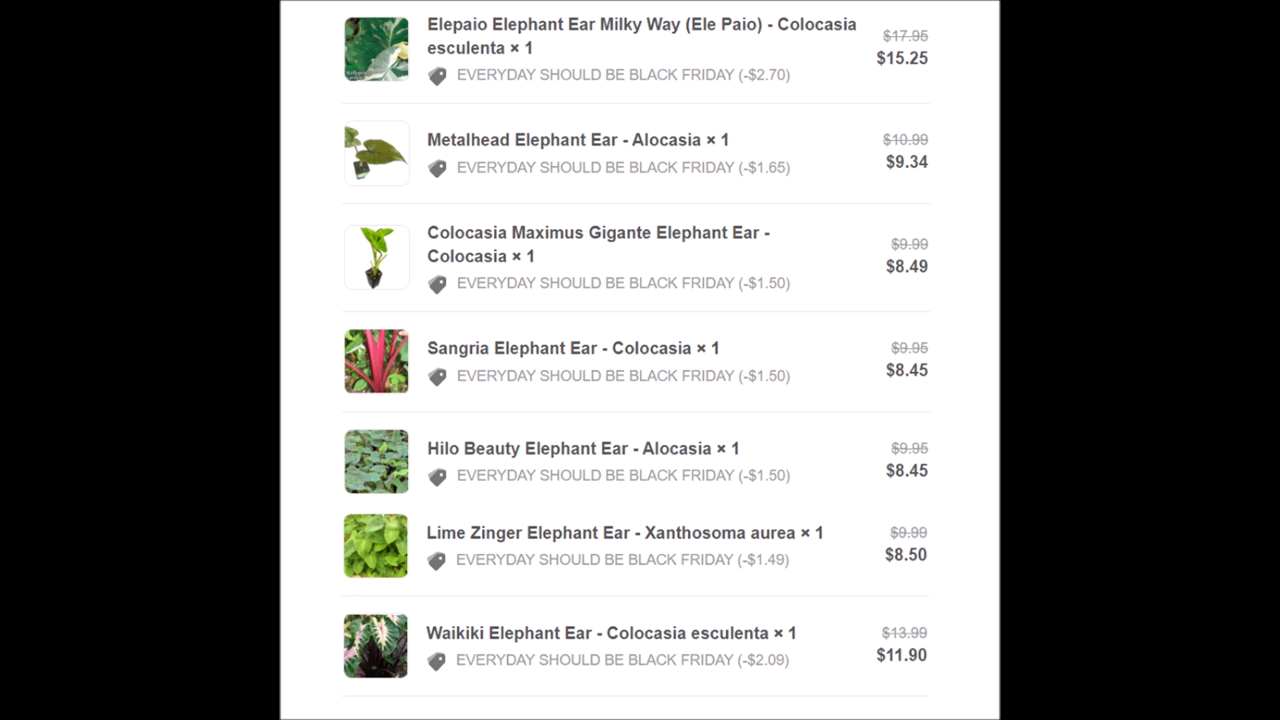 Elepaio Elephant Ear Milky Way (Ele Paio) - Colocasia
esculenta × 1
$17.95
$15.25
EVERYDAY SHOULD BE BLACK FRIDAY (-$2.70)
Metalhead Elephant Ear - Alocasia × 1
$10.99
$9.34
EVERYDAY SHOULD BE BLACK FRIDAY (-$1.65)
Colocasia Maximus Gigante Elephant Ear -
Colocasia × 1
$9.99
$8.49
EVERYDAY SHOULD BE BLACK FRIDAY (-$1.50)
Sangria Elephant Ear - Colocasia × 1
$9.95
$8.45
EVERYDAY SHOULD BE BLACK FRIDAY (-$1.50)
Hilo Beauty Elephant Ear - Alocasia × 1
$9.95
$8.45
EVERYDAY SHOULD BE BLACK FRIDAY (-$1.50)
Lime Zinger Elephant Ear - Xanthosoma aurea × 1
$9.99
$8.50
EVERYDAY SHOULD BE BLACK FRIDAY (-$1.49)
Waikiki Elephant Ear - Colocasia esculenta × 1
$13.99
$11.90
EVERYDAY SHOULD BE BLACK FRIDAY (-$2.09)